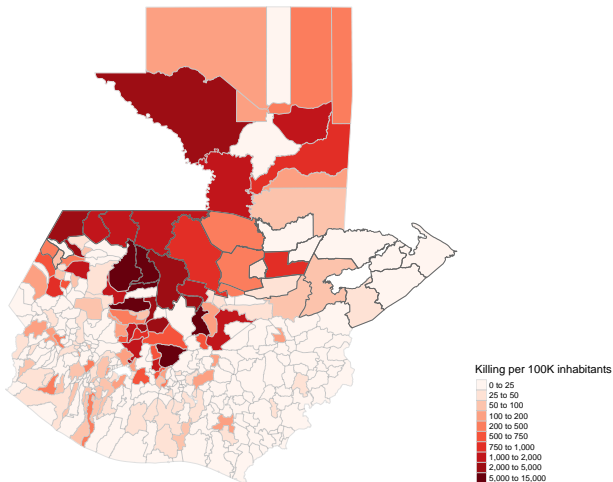 Killing per 100K inhabitants
0 to 25
25 to 50
50 to 100
100 to 200
200 to 500
500 to 750
750 to 1,000
1,000 to 2,000
2,000 to 5,000
5,000 to 15,000